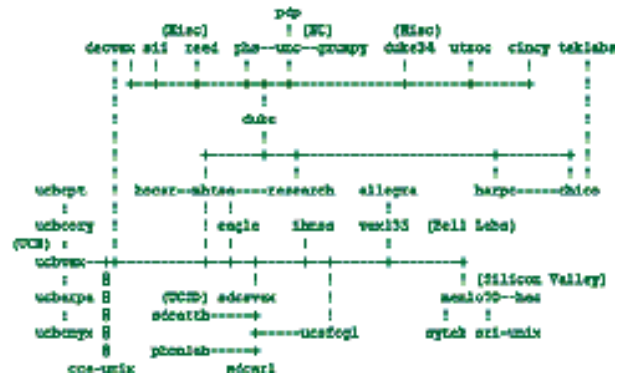 pdp
(Misc) (NC) (Misc)
decvax sii reed phs--unc--grumpy duke34 utzoo cincy teklabs
duke
ucbopt hocsr--mhtsa----research allegra harpo-----chico
ucbcory eagle ihnss vax135 (Bell Labs)
(UCB)
ucbvax
(Silicon Valley)
ucbarpa (UCSD) sdcsvax menlo70--hao
ucbonyx sdcattb ucsfcgl sytek sri-unix
phonlab
cca-unix sdcarl